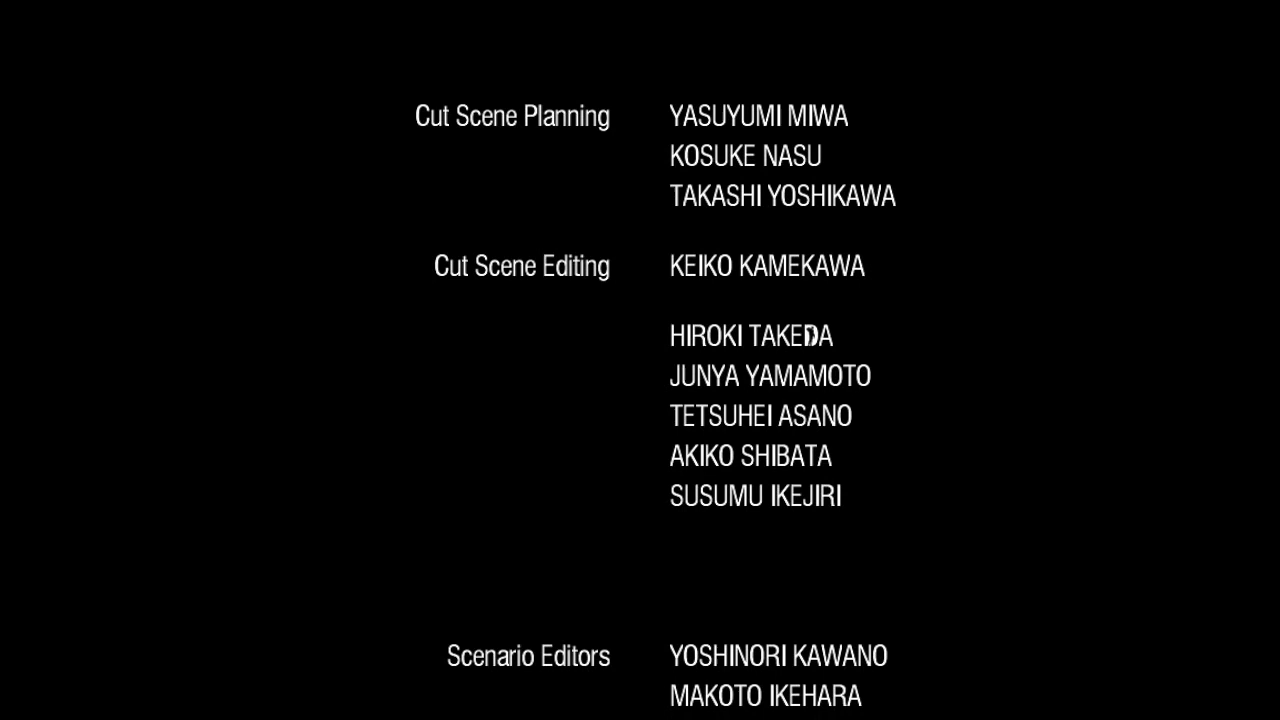 Cut Scene Planning YASUYUMI MIWA
KOSUKE NASU
TAKASHI YOSHIKAWA
Cut Scene Editing KEIKO KAMEKAWA
HIROKI TAKEDA
JUNYA YAMAMOTO
TETSUHEI ASANO
AKIKO SHIBATA
SUSUMU IKEJIRI
Scenario Editors YOSHINORI KAWANO
MAKOTO IKEHARA